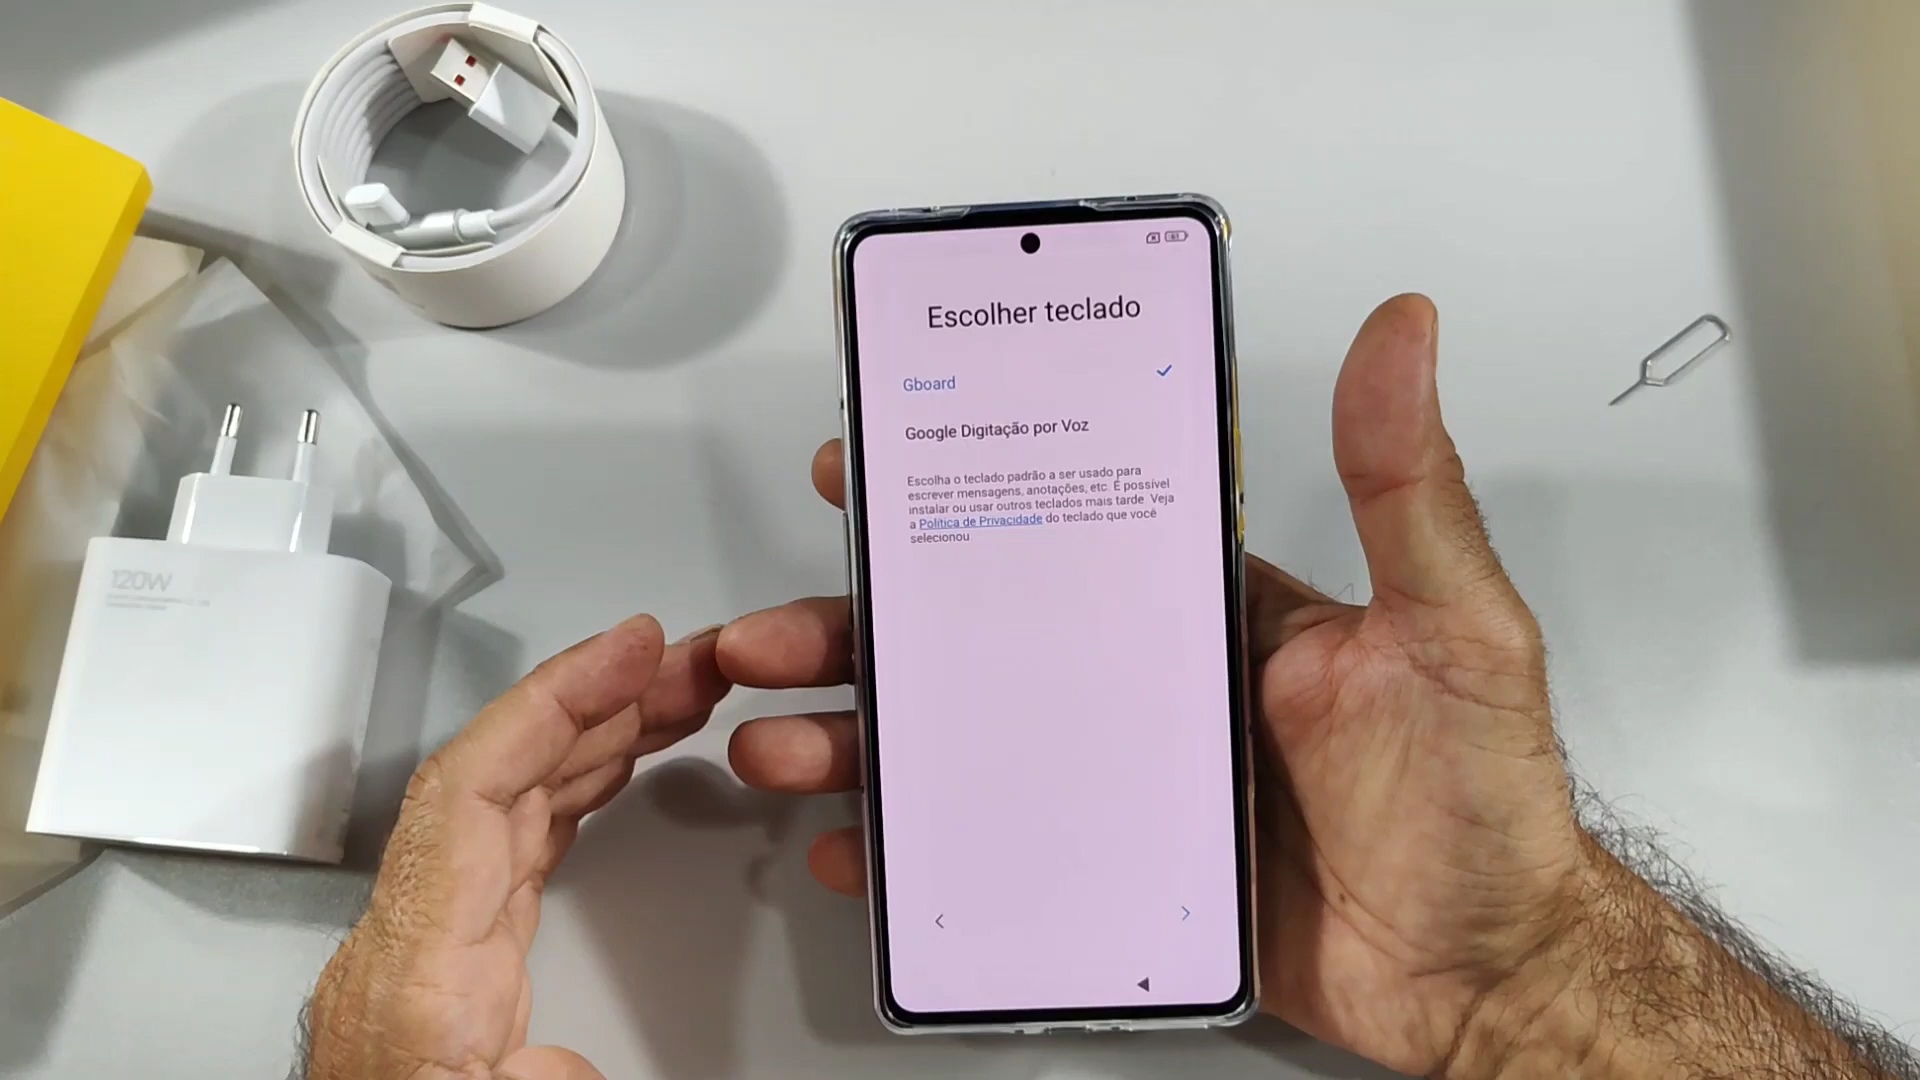 Escolher teclado
Gboard
Google Digitação por Voz
Escolha o teclado padrão a ser usado para
escrever mensagens, anotações, etc. É possível
instalar ou usar outros teclados mais tarde. Veja
a Política de Privacidade do teclado que você
selecionou
120W